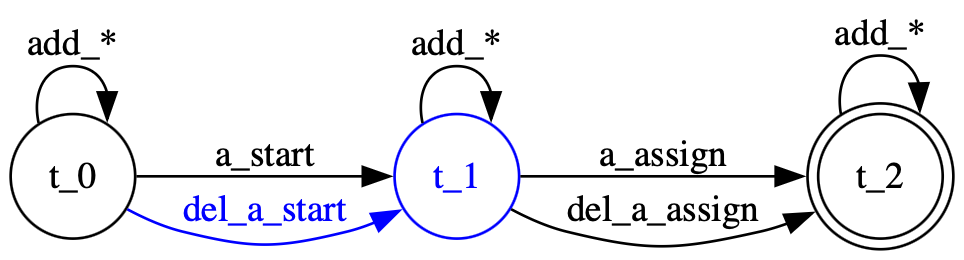 add_* add_* add_*
t_0 a_start t_1 a_assign t_2
del_a_start del_a_assign